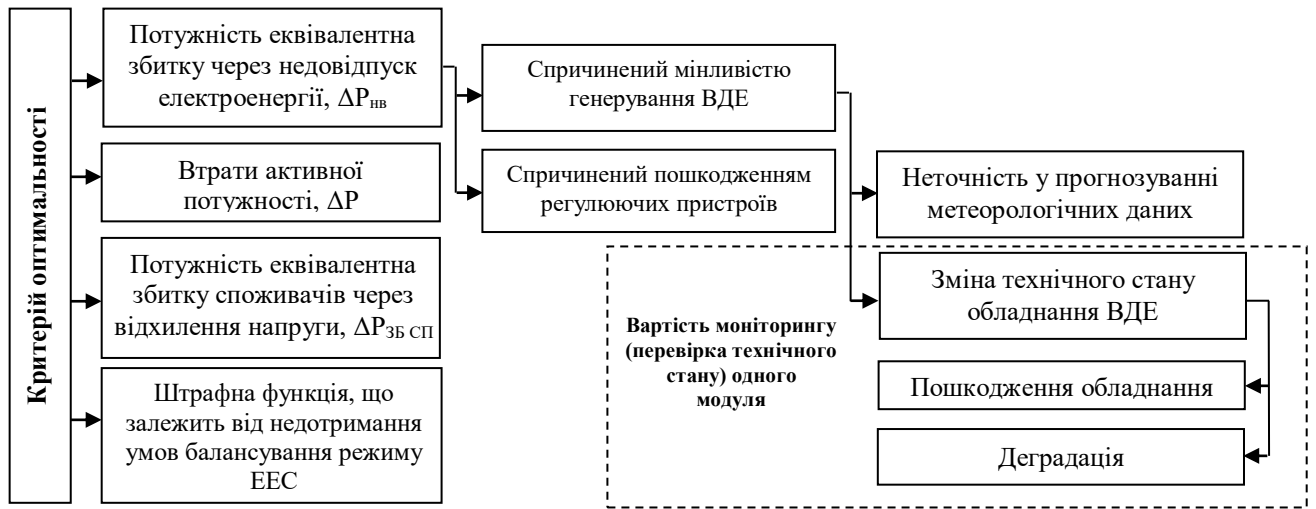 Критерій оптимальності
Потужність еквівалентна
збитку через недовідпуск
електроенергії, ΔPнв
Втрати активної
потужності, ΔP
Потужність еквівалентна
збитку споживачів через
відхилення напруги, ΔPЗБ СП
Штрафна функція, що
залежить від недотримання
умов балансування режиму
ЕЕС
Спричинений мінливістю
генерування ВДЕ
Спричинений пошкодженням
регулюючих пристроїв
Неточність у прогнозуванні
метеорологічних даних
Вартість моніторингу
(перевірка технічного
стану) одного
модуля
Зміна технічного стану
обладнання ВДЕ
Пошкодження обладнання
Деградація